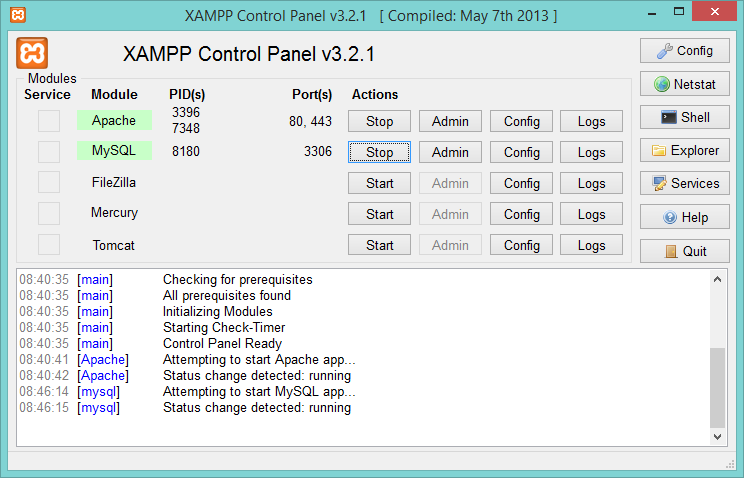 XAMPP Control Panel v3.2.1 [ Compiled: May 7th 2013 ]
XAMPP Control Panel v3.2.1
Config
Modules
Service Module PID(s) Port(s) Actions
Netstat
Apache 3396 7348 80, 443 Stop Admin Config Logs
Shell
MySQL 8180 3306 Stop Admin Config Logs
Explorer
FileZilla Start Admin Config Logs
Services
Mercury Start Admin Config Logs
Help
Tomcat Start Admin Config Logs
Quit
08:40:35 [main] Checking for prerequisites
08:40:35 [main] All prerequisites found
08:40:35 [main] Initializing Modules
08:40:35 [main] Starting Check-Timer
08:40:35 [main] Control Panel Ready
08:40:41 [Apache] Attempting to start Apache app...
08:40:42 [Apache] Status change detected: running
08:46:14 [mysql] Attempting to start MySQL app...
08:46:15 [mysql] Status change detected: running